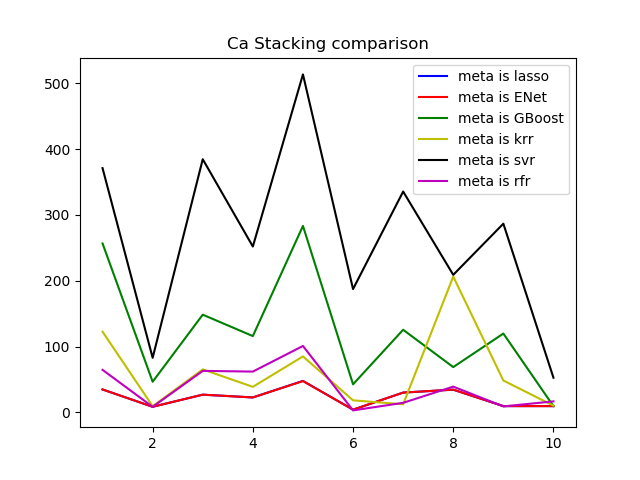 Ca Stacking comparison
meta is lasso
meta is ENet
meta is GBoost
meta is krr
meta is svr
meta is rfr
500
400
300
200
100
0
2 4 6 8 10